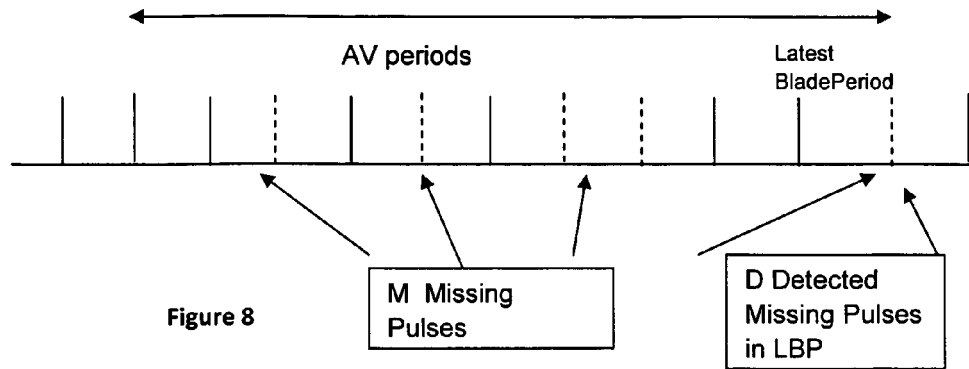 AV periods
Latest
BladePeriod
M Missing
Pulses
D Detected
Missing Pulses
in LBP
Figure 8